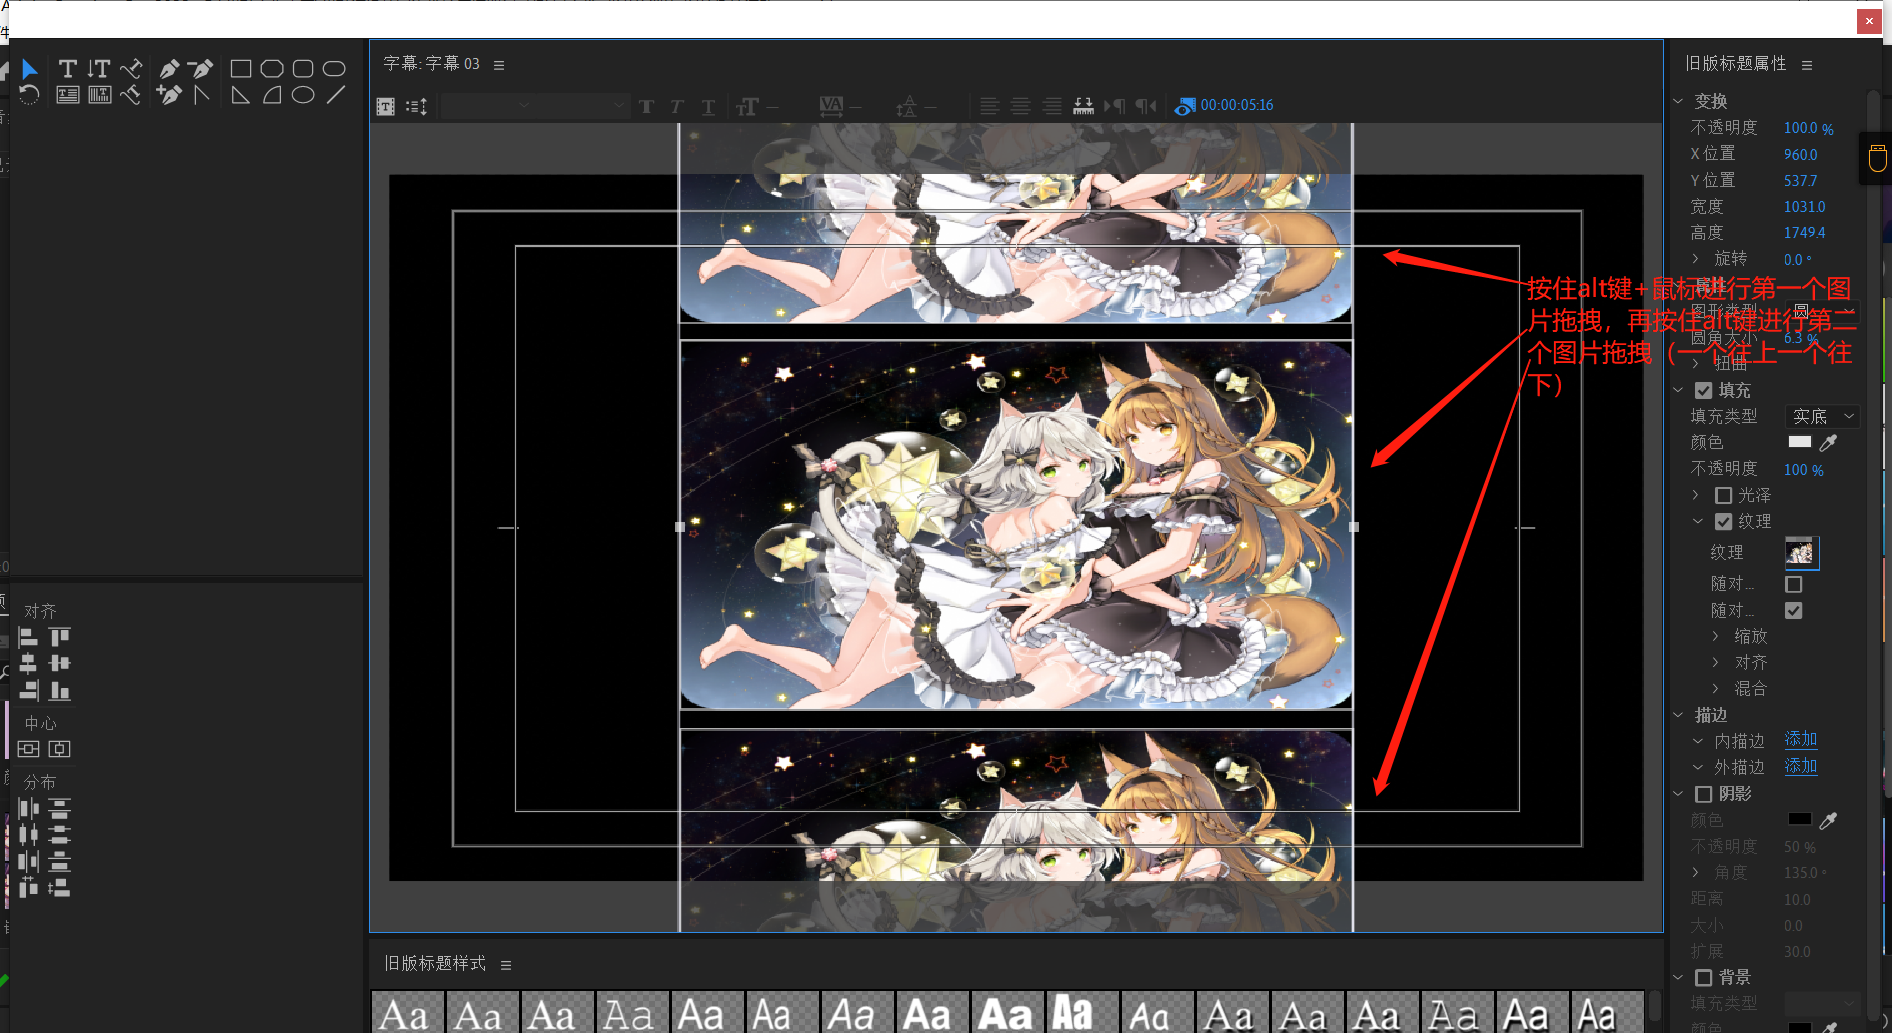 字幕: 字幕 03
00:00:05:16
对齐
中心
分布
按住alt键+鼠标进行第一个图
片拖拽，再按住alt键进行第二
个图片拖拽（一个往上一个往
下）
旧版标题属性
变换
不透明度 100.0 %
X 位置 960.0
Y 位置 537.7
宽度 1031.0
高度 1749.4
旋转 0.0 °
属性
图形类型 圆
圆角大小 6.3 %
扭曲
填充
填充类型 实底
颜色
不透明度 100 %
光泽
纹理
纹理
随对...
随对...
缩放
对齐
混合
描边
内描边 添加
外描边 添加
阴影
颜色
不透明度 50 %
角度 135.0 °
距离 10.0
大小 0.0
扩展 30.0
背景
填充类型
颜色
旧版标题样式
Aa Aa Aa Aa Aa Aa Aa Aa Aa Aa Aa Aa Aa Aa Aa Aa Aa